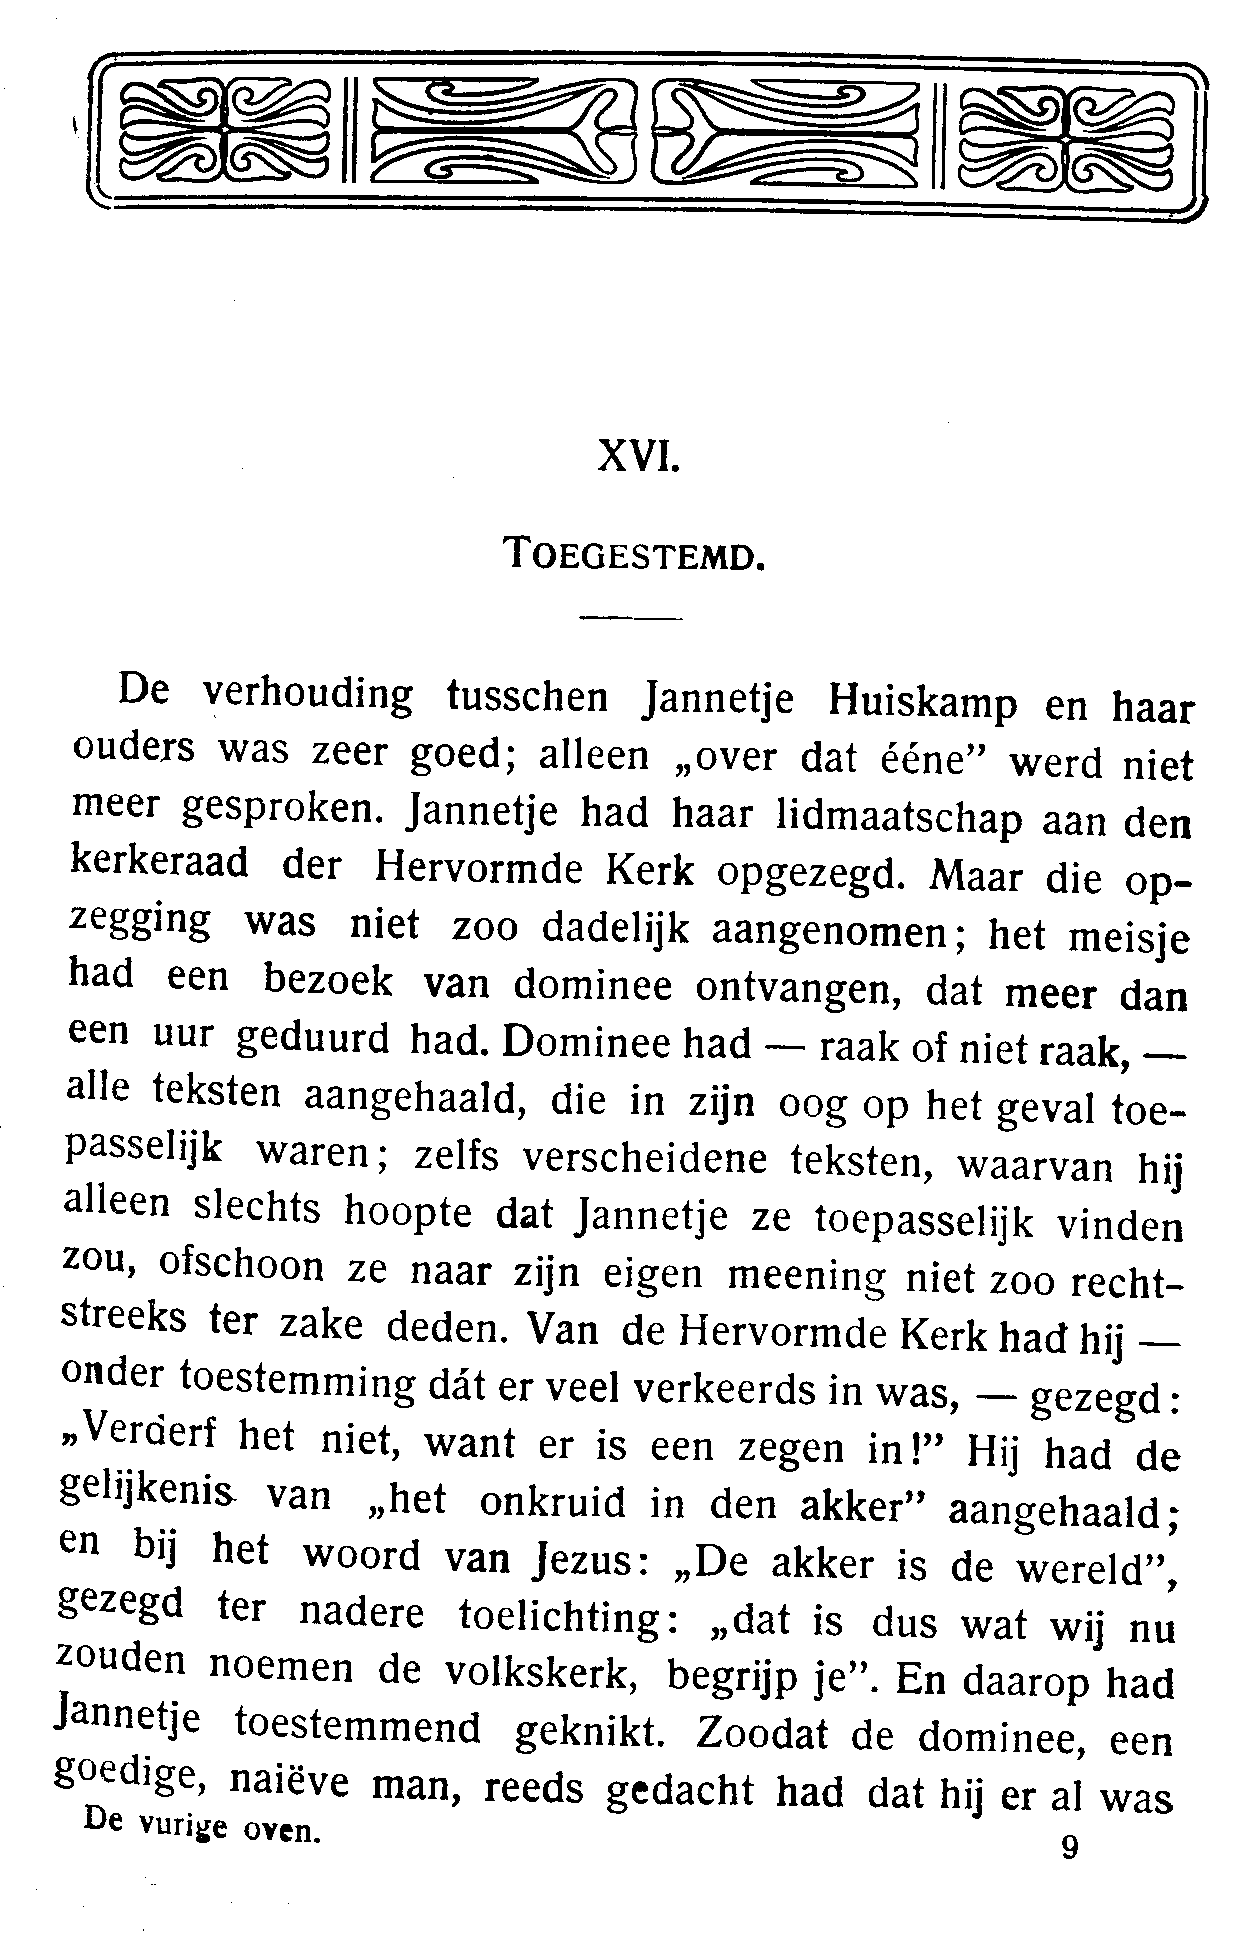 XVI.
TOEGESTEMD.
De verhouding tusschen Jannetje Huiskamp en haar
ouders was zeer goed; alleen „over dat ééne” werd niet
meer gesproken. Jannetje had haar lidmaatschap aan den
kerkeraad der Hervormde Kerk opgezegd. Maar die op-
zegging was niet zoo dadelijk aangenomen; het meisje
had een bezoek van dominee ontvangen, dat meer dan
een uur geduurd had. Dominee had — raak of niet raak, —
alle teksten aangehaald, die in zijn oog op het geval toe-
passelijk waren; zelfs verscheidene teksten, waarvan hij
alleen slechts hoopte dat Jannetje ze toepasselijk vinden
zou, ofschoon ze naar zijn eigen meening niet zoo recht-
streeks ter zake deden. Van de Hervormde Kerk had hij —
onder toestemming dát er veel verkeerds in was, — gezegd:
„Verderf het niet, want er is een zegen in!” Hij had de
gelijkenis van „het onkruid in den akker” aangehaald;
en bij het woord van Jezus: „De akker is de wereld”,
gezegd ter nadere toelichting: „dat is dus wat wij nu
zouden noemen de volkskerk, begrijp je”. En daarop had
Jannetje toestemmend geknikt. Zoodat de dominee, een
goedige, naiëve man, reeds gedacht had dat hij er al was
De vurige oven.
9